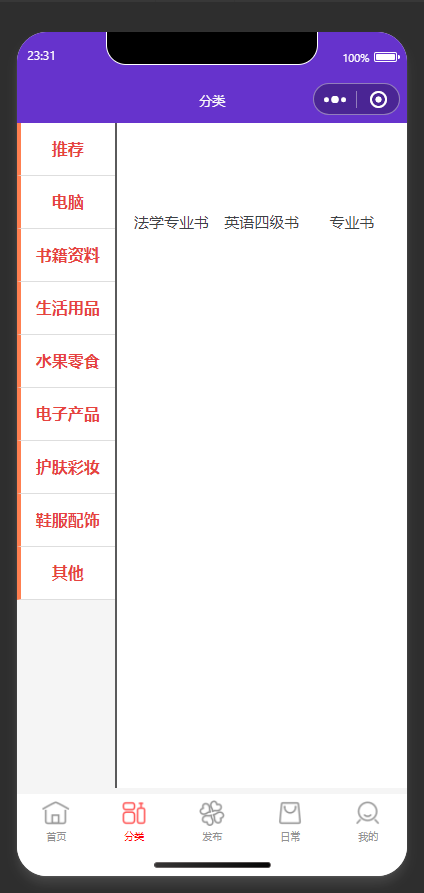 23:31
100%
分类
推荐
电脑
书籍资料
生活用品
水果零食
电子产品
护肤彩妆
鞋服配饰
其他
法学专业书 英语四级书 专业书
首页 分类 发布 日常 我的